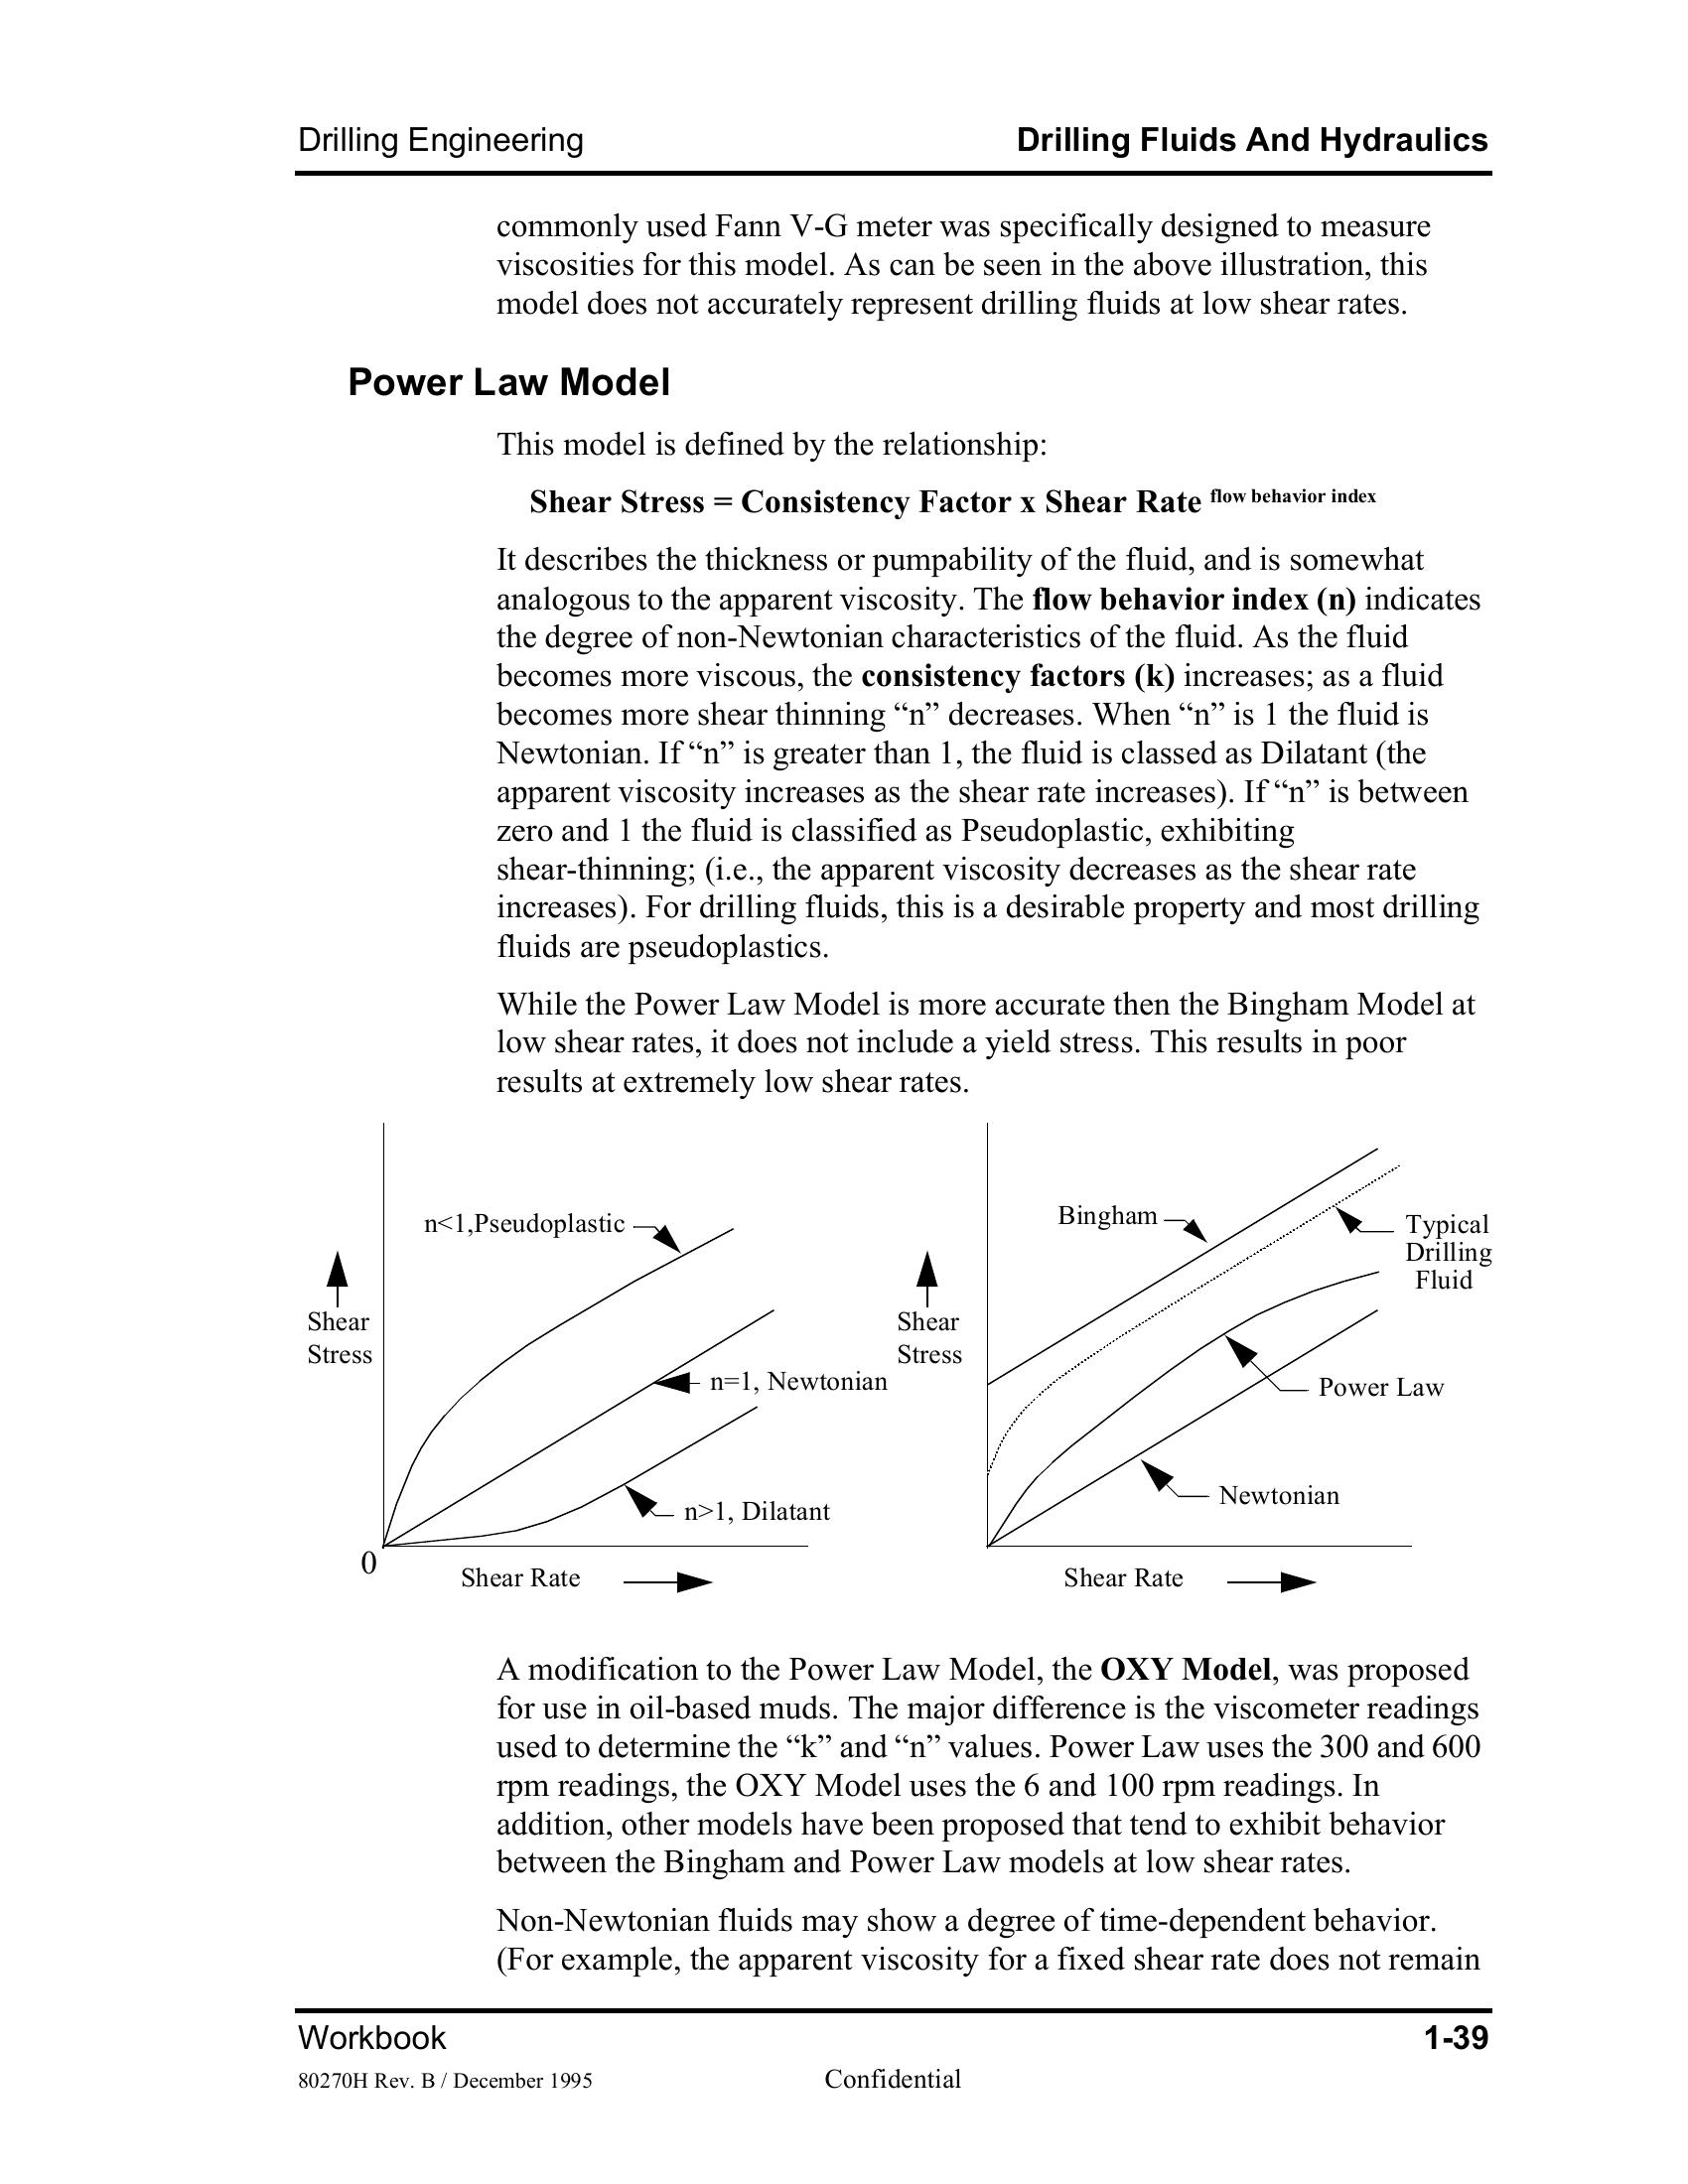 Drilling Engineering
Drilling Fluids And Hydraulics
commonly used Fann V-G meter was specifically designed to measure
viscosities for this model. As can be seen in the above illustration, this
model does not accurately represent drilling fluids at low shear rates.
Power Law Model
This model is defined by the relationship:
Shear Stress = Consistency Factor x Shear Rate flow behavior index
It describes the thickness or pumpability of the fluid, and is somewhat
analogous to the apparent viscosity. The flow behavior index (n) indicates
the degree of non-Newtonian characteristics of the fluid. As the fluid
becomes more viscous, the consistency factors (k) increases; as a fluid
becomes more shear thinning “n” decreases. When “n” is 1 the fluid is
Newtonian. If “n” is greater than 1, the fluid is classed as Dilatant (the
apparent viscosity increases as the shear rate increases). If “n” is between
zero and 1 the fluid is classified as Pseudoplastic, exhibiting
shear-thinning; (i.e., the apparent viscosity decreases as the shear rate
increases). For drilling fluids, this is a desirable property and most drilling
fluids are pseudoplastics.
While the Power Law Model is more accurate then the Bingham Model at
low shear rates, it does not include a yield stress. This results in poor
results at extremely low shear rates.
n<1,Pseudoplastic
Shear
Stress
n=1, Newtonian
n>1, Dilatant
0
Shear Rate
Bingham
Typical
Drilling
Fluid
Shear
Stress
Power Law
Newtonian
Shear Rate
A modification to the Power Law Model, the OXY Model, was proposed
for use in oil-based muds. The major difference is the viscometer readings
used to determine the “k” and “n” values. Power Law uses the 300 and 600
rpm readings, the OXY Model uses the 6 and 100 rpm readings. In
addition, other models have been proposed that tend to exhibit behavior
between the Bingham and Power Law models at low shear rates.
Non-Newtonian fluids may show a degree of time-dependent behavior.
(For example, the apparent viscosity for a fixed shear rate does not remain
Workbook
1-39
80270H Rev. B / December 1995
Confidential